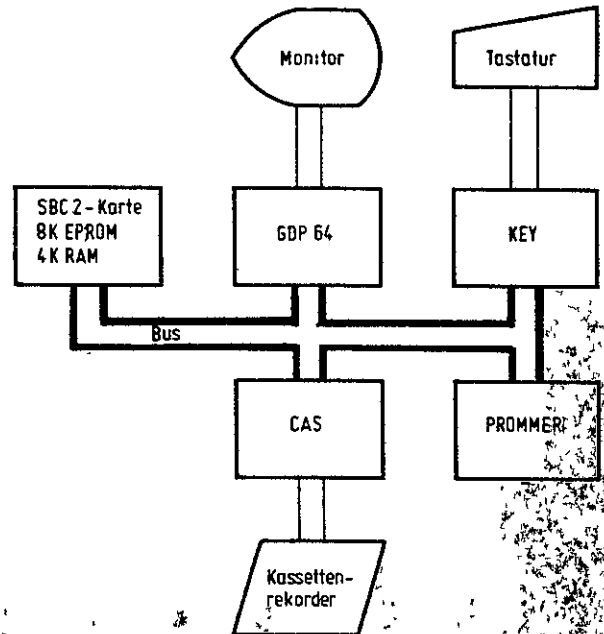 Monitor
Tastatur
SBC 2-Karte
8K EPROM
4K RAM
GDP 64
KEY
Bus
CAS
PROMMER
Kassetten-
rekorder